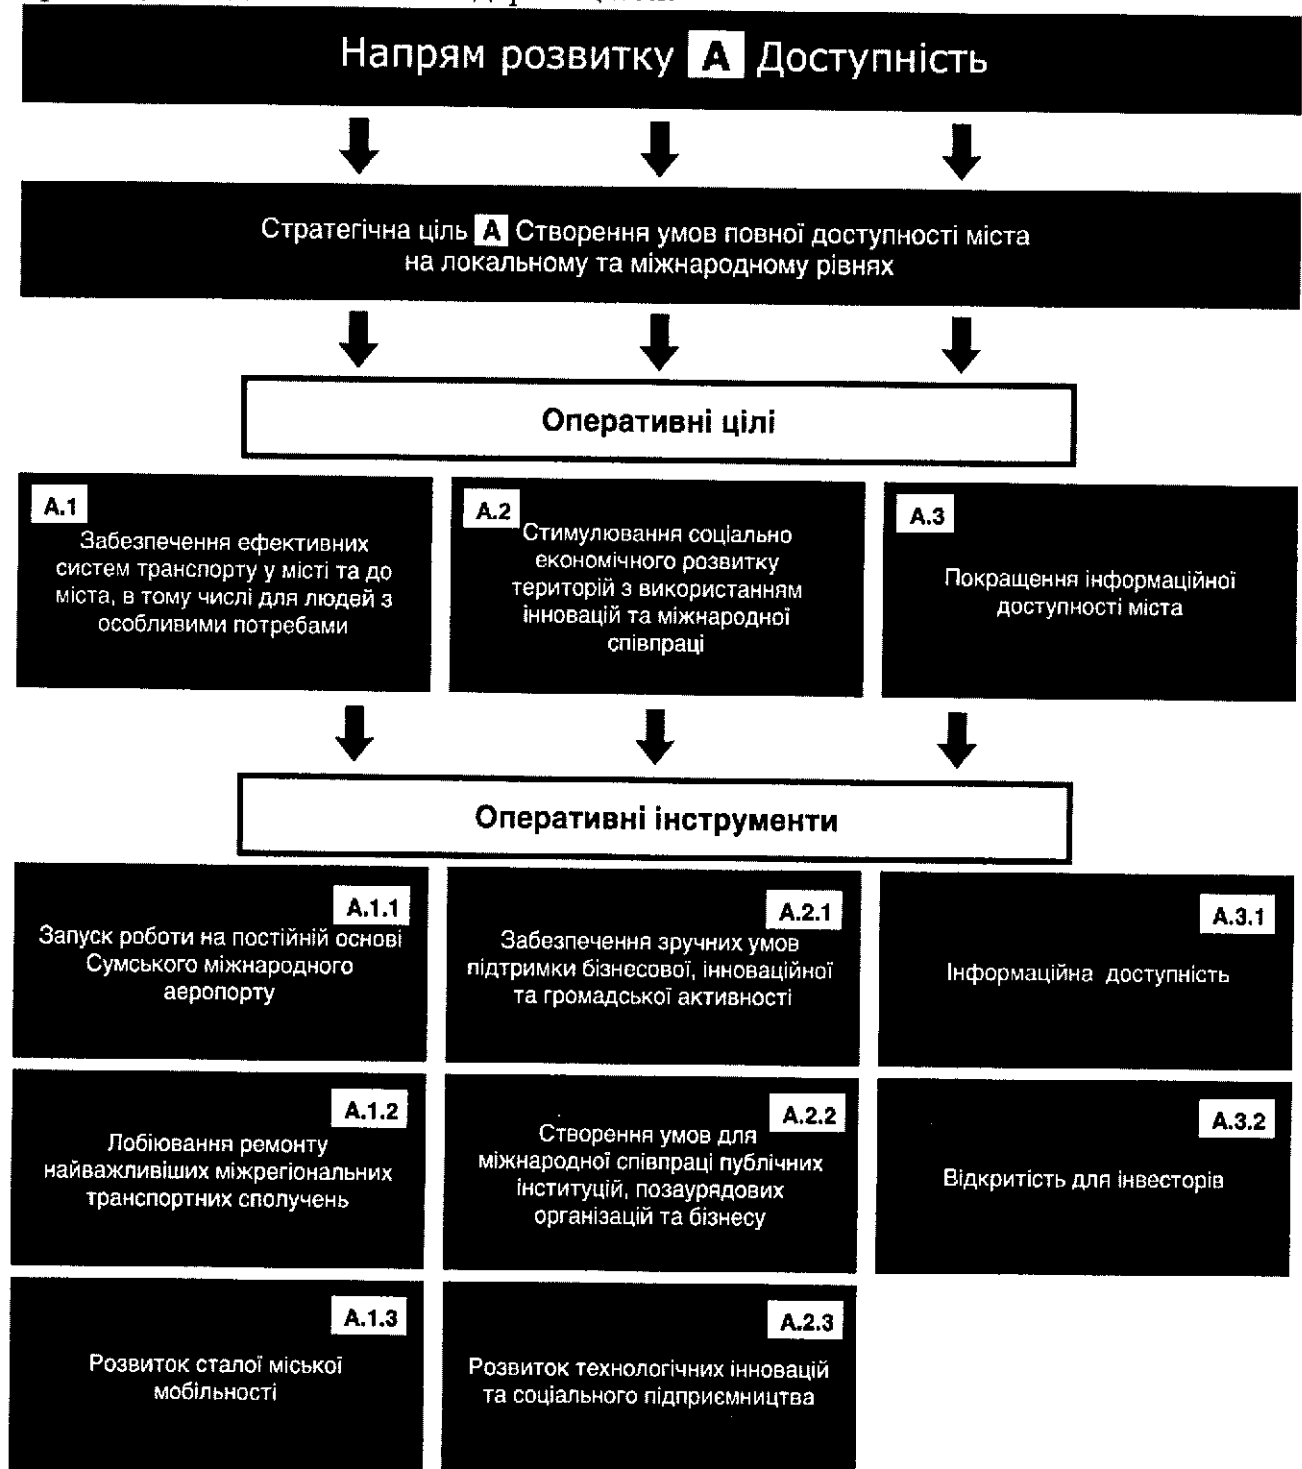 Напрям розвитку A Доступність
Стратегічна ціль A Створення умов повної доступності міста
на локальному та міжнародному рівнях
Оперативні цілі
A.1
Забезпечення ефективних
систем транспорту у місті та до
міста, в тому числі для людей з
особливими потребами
A.2
Стимулювання соціально
економічного розвитку
територій з використанням
інновацій та міжнародної
співпраці
A.3
Покращення інформаційної
доступності міста
Оперативні інструменти
A.1.1
Запуск роботи на постійній основі
Сумського міжнародного
аеропорту
A.2.1
Забезпечення зручних умов
підтримки бізнесової, інноваційної
та громадської активності
A.3.1
Інформаційна доступність
A.1.2
Лобіювання ремонту
найважливіших міжрегіональних
транспортних сполучень
A.2.2
Створення умов для
міжнародної співпраці публічних
інституцій, позаурядових
організацій та бізнесу
A.3.2
Відкритість для інвесторів
A.1.3
Розвиток сталої міської
мобільності
A.2.3
Розвиток технологічних інновацій
та соціального підприємництва